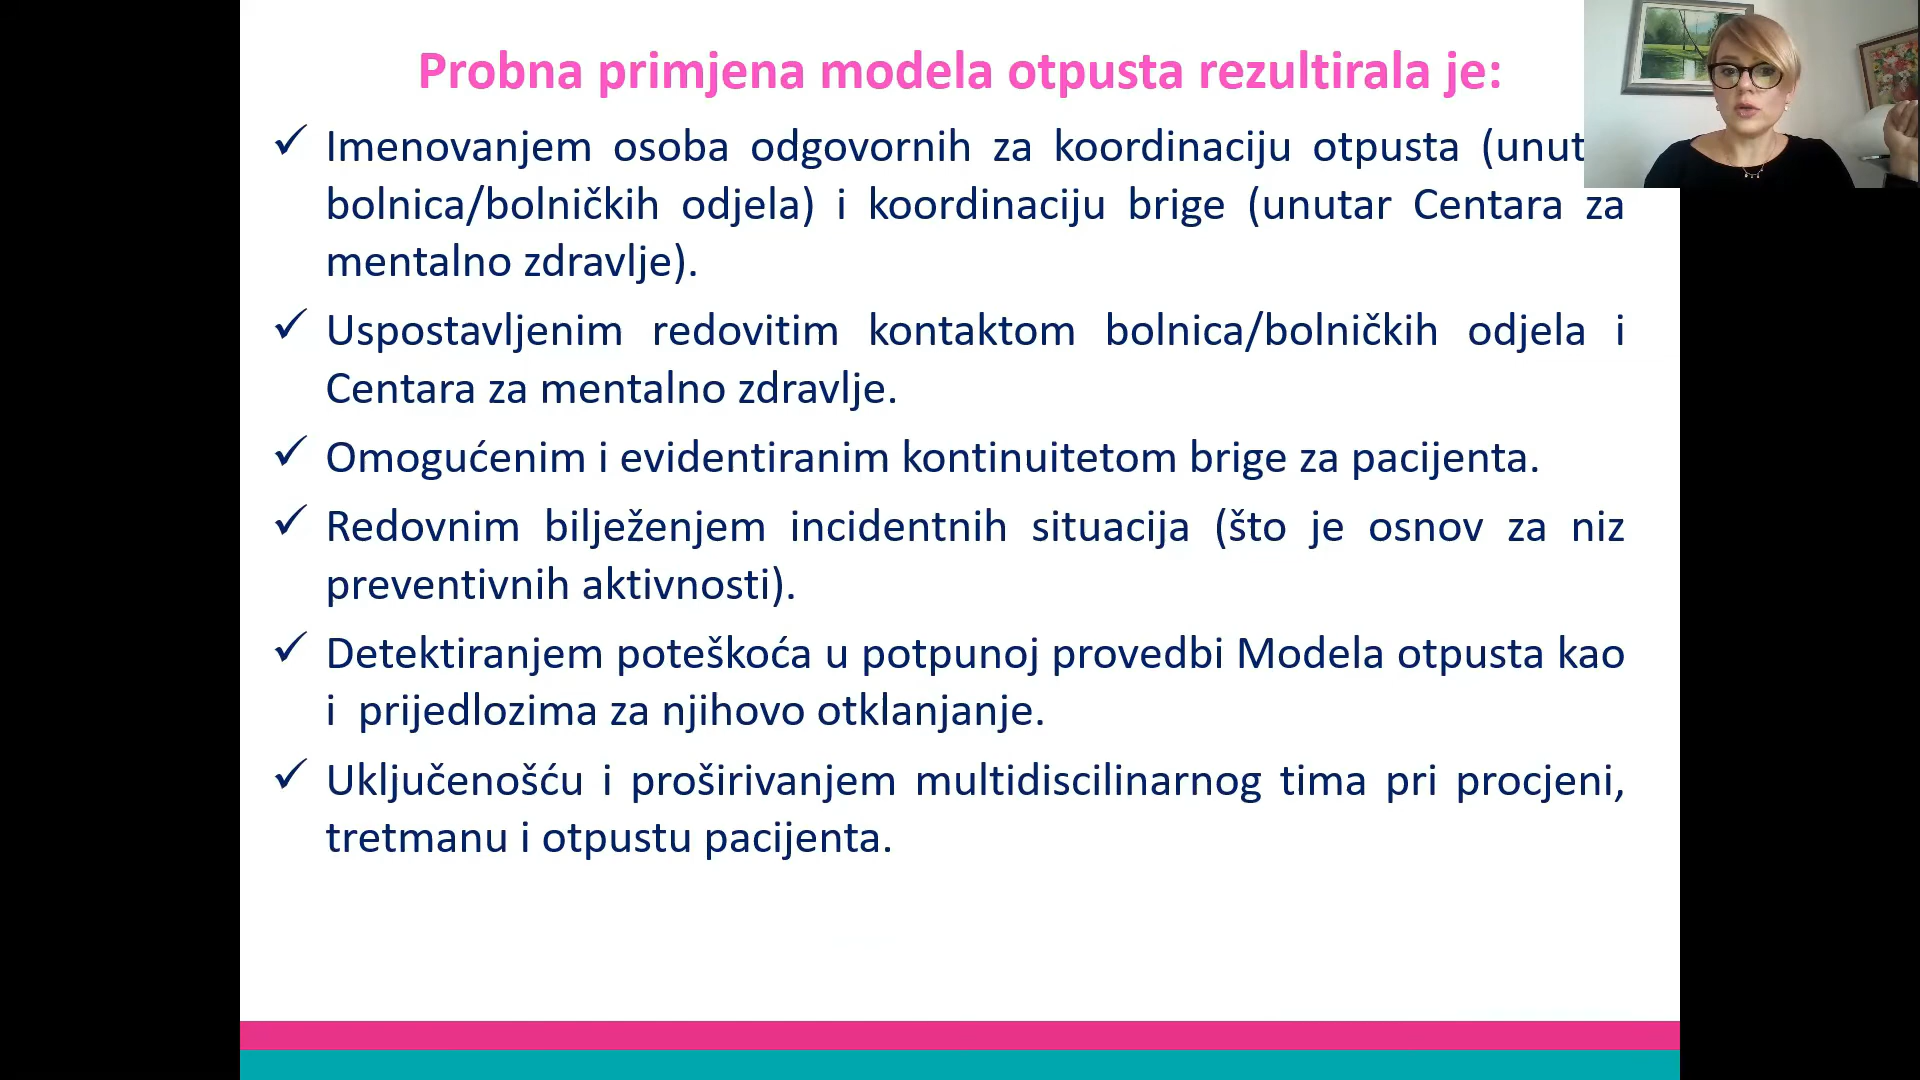 Probna primjena modela otpusta rezultirala je:
✓ Imenovanjem osoba odgovornih za koordinaciju otpusta
bolnica/bolničkih odjela) i koordinaciju brige (unutar Centara za
mentalno zdravlje).
✓ Uspostavljenim redovitim kontaktom bolnica/bolničkih odjela i
Centara za mentalno zdravlje.
✓ Omogućenim i evidentiranim kontinuitetom brige za pacijenta.
✓ Redovnim bilježenjem incidentnih situacija (što je osnov za niz
preventivnih aktivnosti).
✓ Detektiranjem poteškoća u potpunoj provedbi Modela otpusta kao
i prijedlozima za njihovo otklanjanje.
✓ Uključenošću i proširivanjem multidiscilinarnog tima pri procjeni,
tretmanu i otpustu pacijenta.